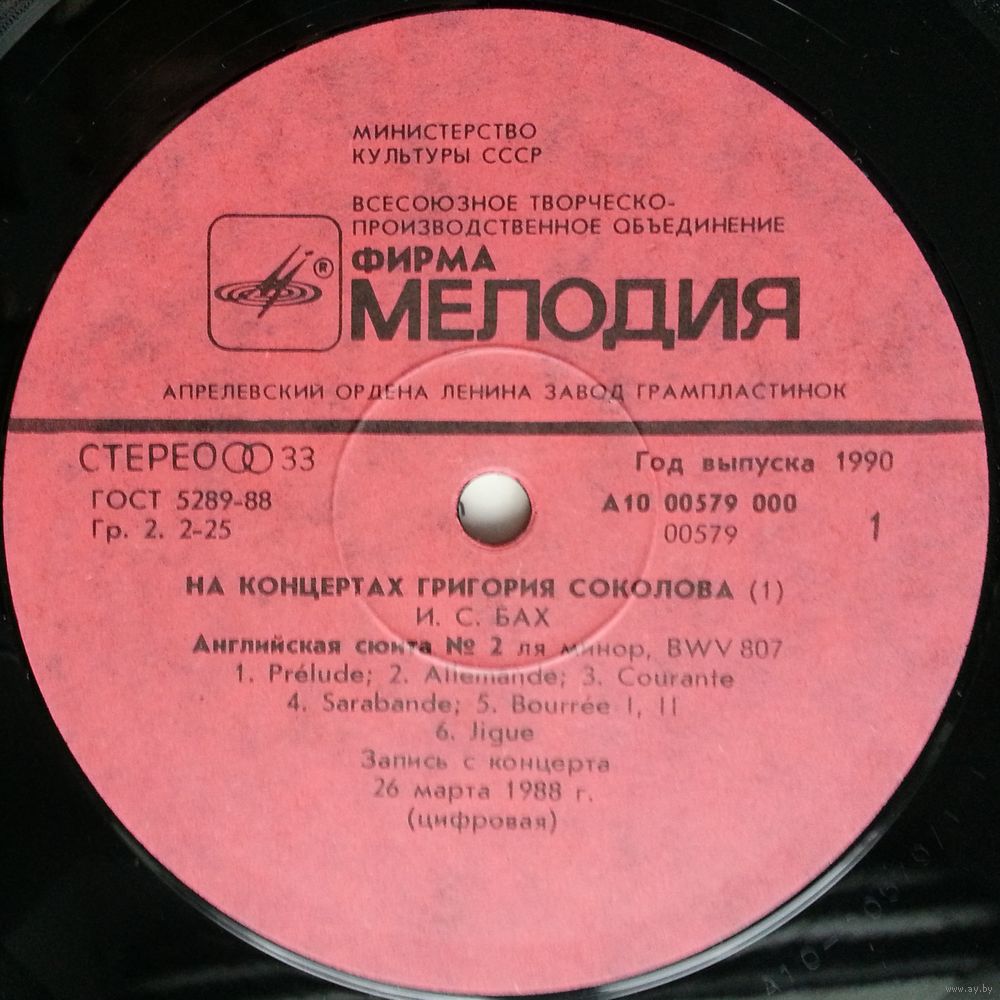 МИНИСТЕРСТВО
КУЛЬТУРЫ СССР
ВСЕСОЮЗНОЕ ТВОРЧЕСКО-
ПРОИЗВОДСТВЕННОЕ ОБЪЕДИНЕНИЕ
ФИРМА
®
МЕЛОДИЯ
АПРЕЛЕВСКИЙ ОРДЕНА ЛЕНИНА ЗАВОД ГРАМПЛАСТИНОК
СТЕРЕО 33
Год выпуска 1990
ГОСТ 5289-88
А10 00579 000
Гр. 2. 2-25
00579
1
НА КОНЦЕРТАХ ГРИГОРИЯ СОКОЛОВА (1)
И. С. БАХ
Английская сюита № 2 ля минор, BWV 807
1. Prélude; 2. Allemande; 3. Courante
4. Sarabande; 5. Bourrée I, II
6. Jigue
Запись с концерта
26 марта 1988 г.
(цифровая)
www.ay.by